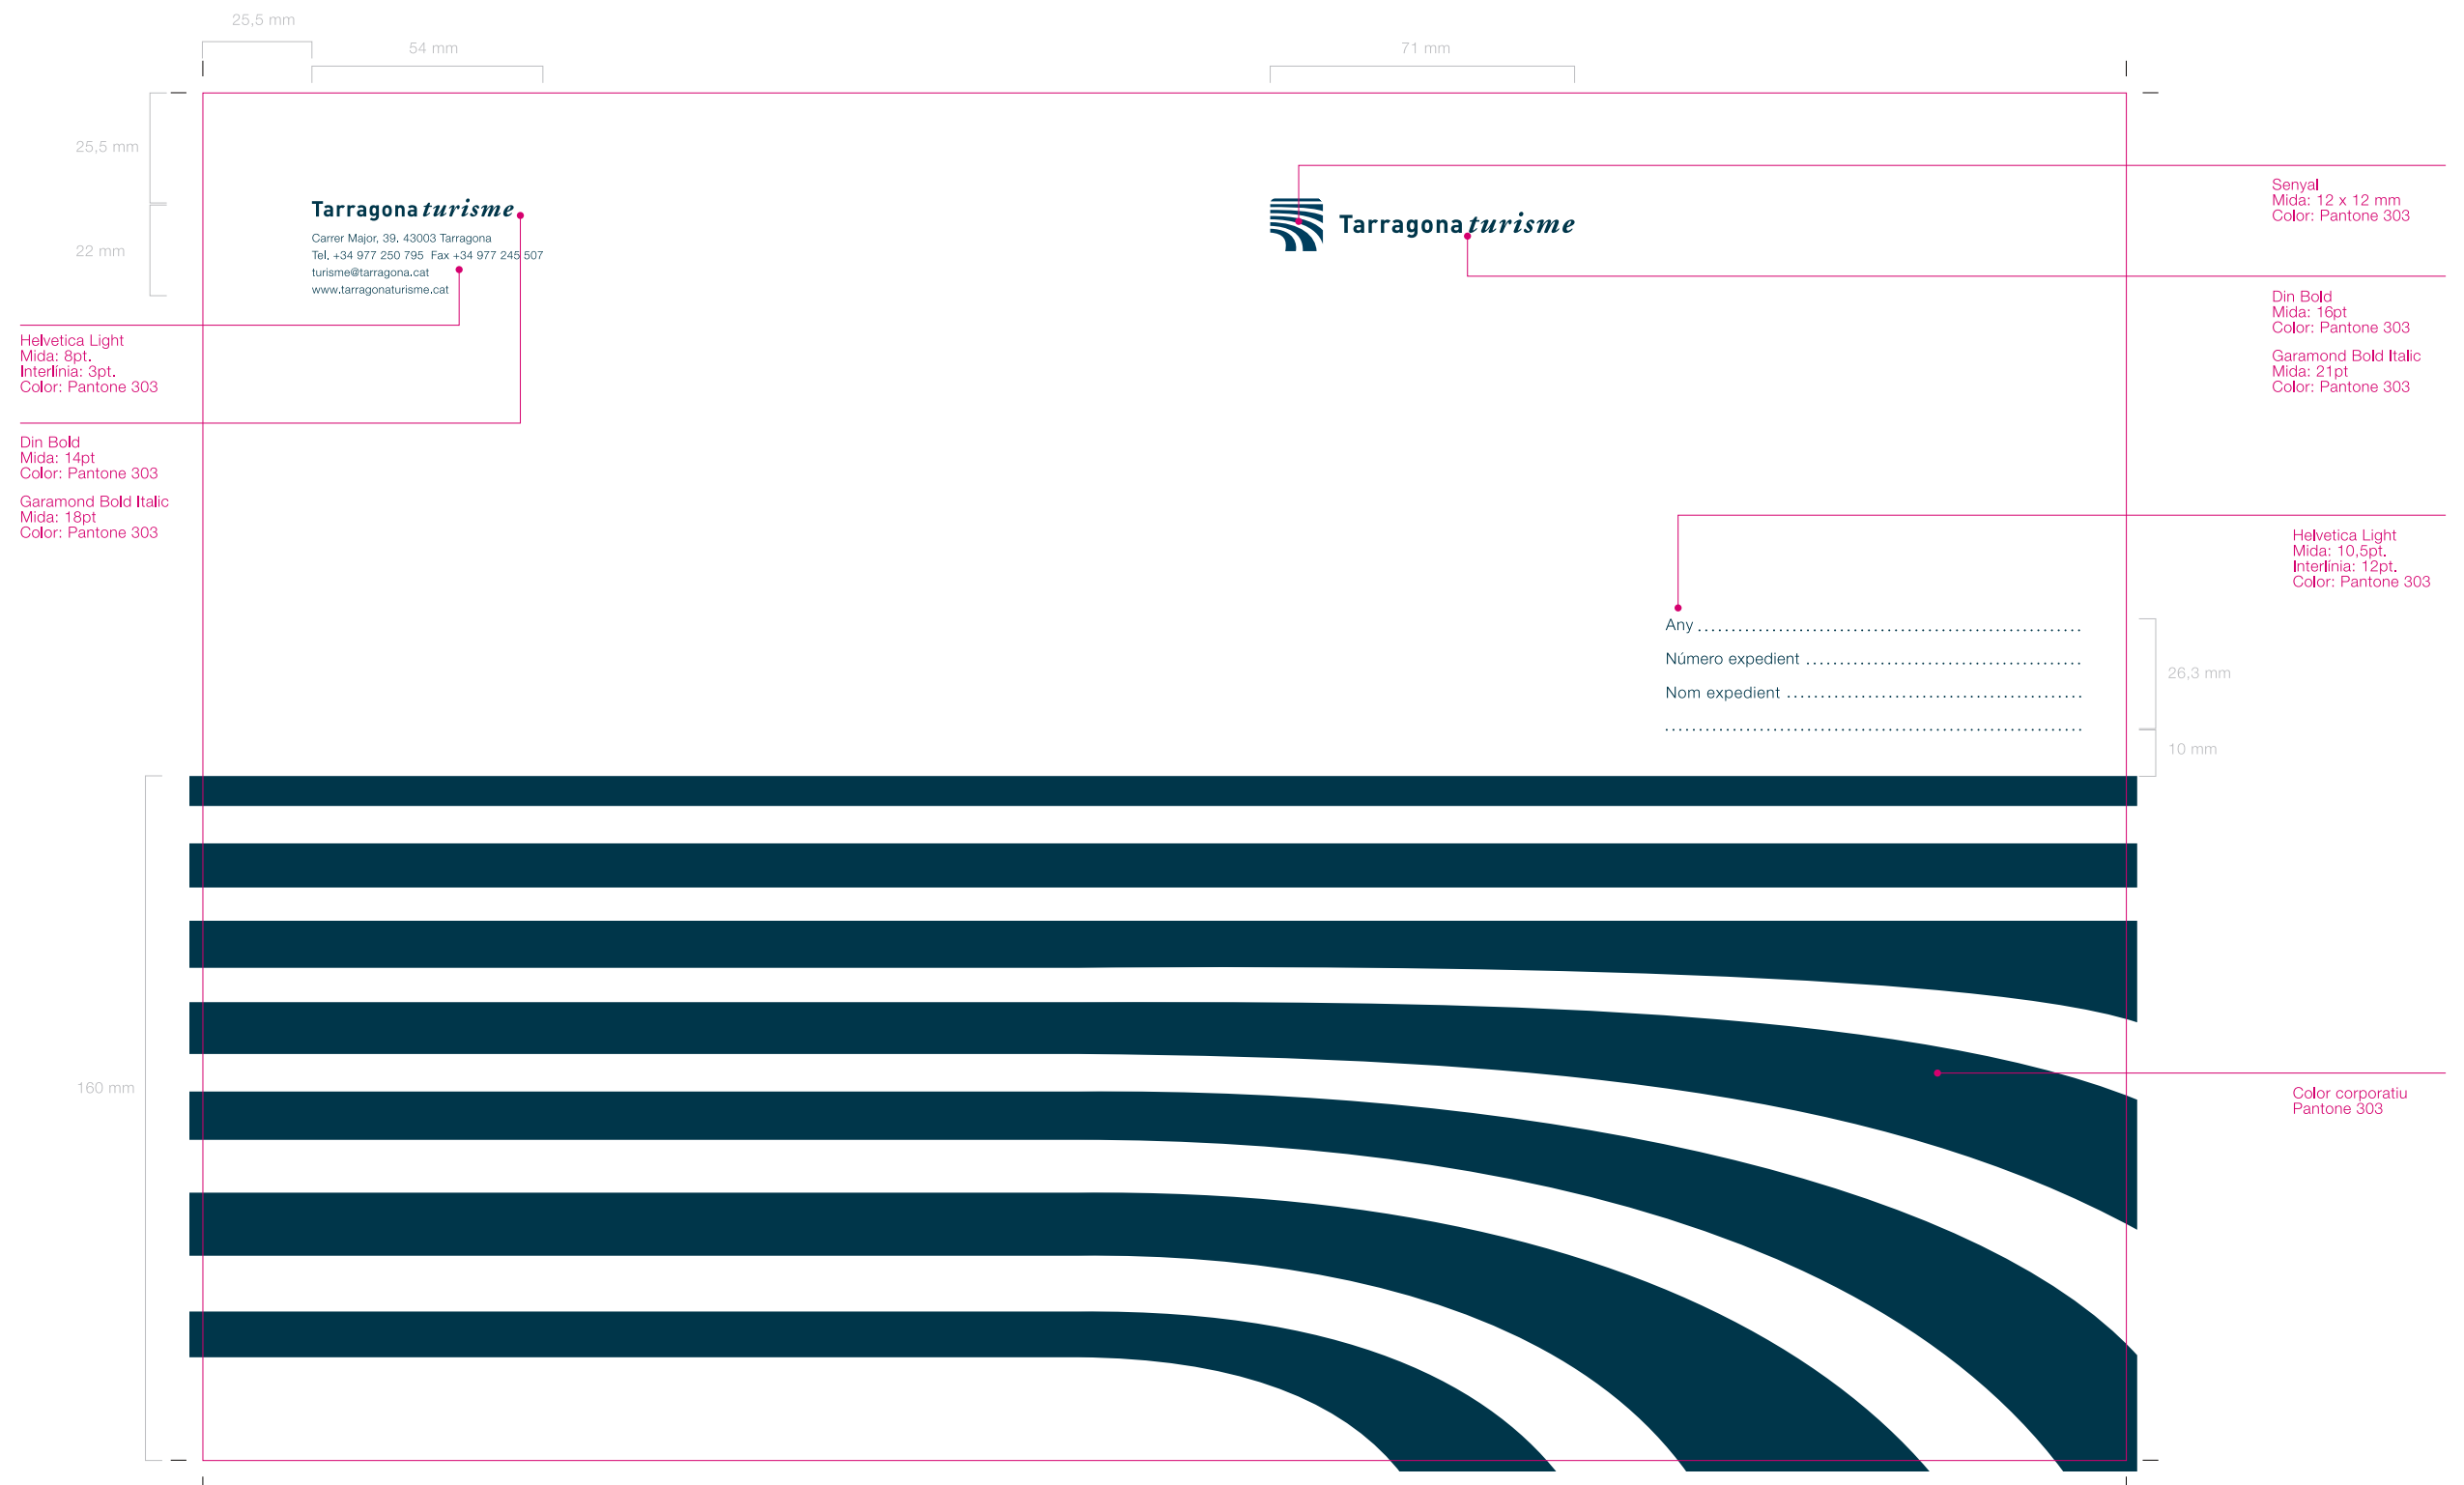 25,5 mm
54 mm
71 mm
25,5 mm
22 mm
Tarragona turisme
Carrer Major, 39. 43003 Tarragona
Tel. +34 977 250 795 Fax +34 977 245 507
turisme@tarragona.cat
www.tarragonaturisme.cat
Tarragona turisme
Senyal
Mida: 12 x 12 mm
Color: Pantone 303
Din Bold
Mida: 16pt
Color: Pantone 303
Garamond Bold Italic
Mida: 21pt
Color: Pantone 303
Helvetica Light
Mida: 8pt.
Interlínia: 3pt.
Color: Pantone 303
Din Bold
Mida: 14pt
Color: Pantone 303
Garamond Bold Italic
Mida: 18pt
Color: Pantone 303
Helvetica Light
Mida: 10,5pt.
Interlínia: 12pt.
Color: Pantone 303
Any
Número expedient
Nom expedient
26,3 mm
10 mm
160 mm
Color corporatiu
Pantone 303